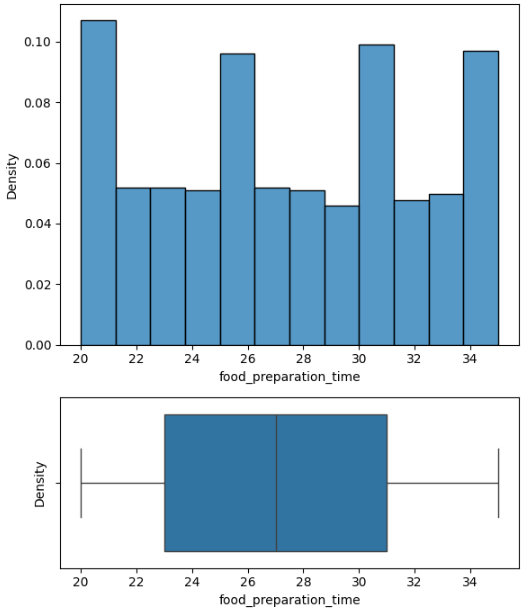 0.10
0.08
0.06
0.04
0.02
0.00
Density
20 22 24 26 28 30 32 34
food_preparation_time
Density
20 22 24 26 28 30 32 34
food_preparation_time